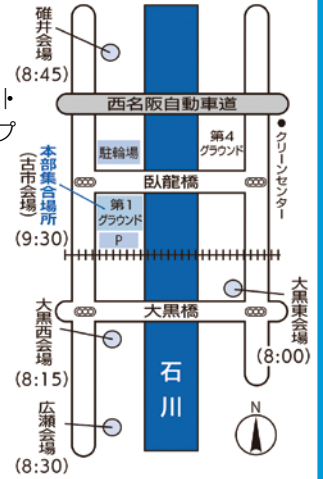 碓井会場
(8:45)
ト・
プ
西名阪自動車道
駐輪場
第4
グラウンド
●クリーンセンター
本部集合場所
(古市会場)
(9:30)
臥龍橋
第1
グラウンド
P
大黒東会場
(8:00)
大黒橋
大黒西会場
(8:15)
石川
広瀬会場
(8:30)
N